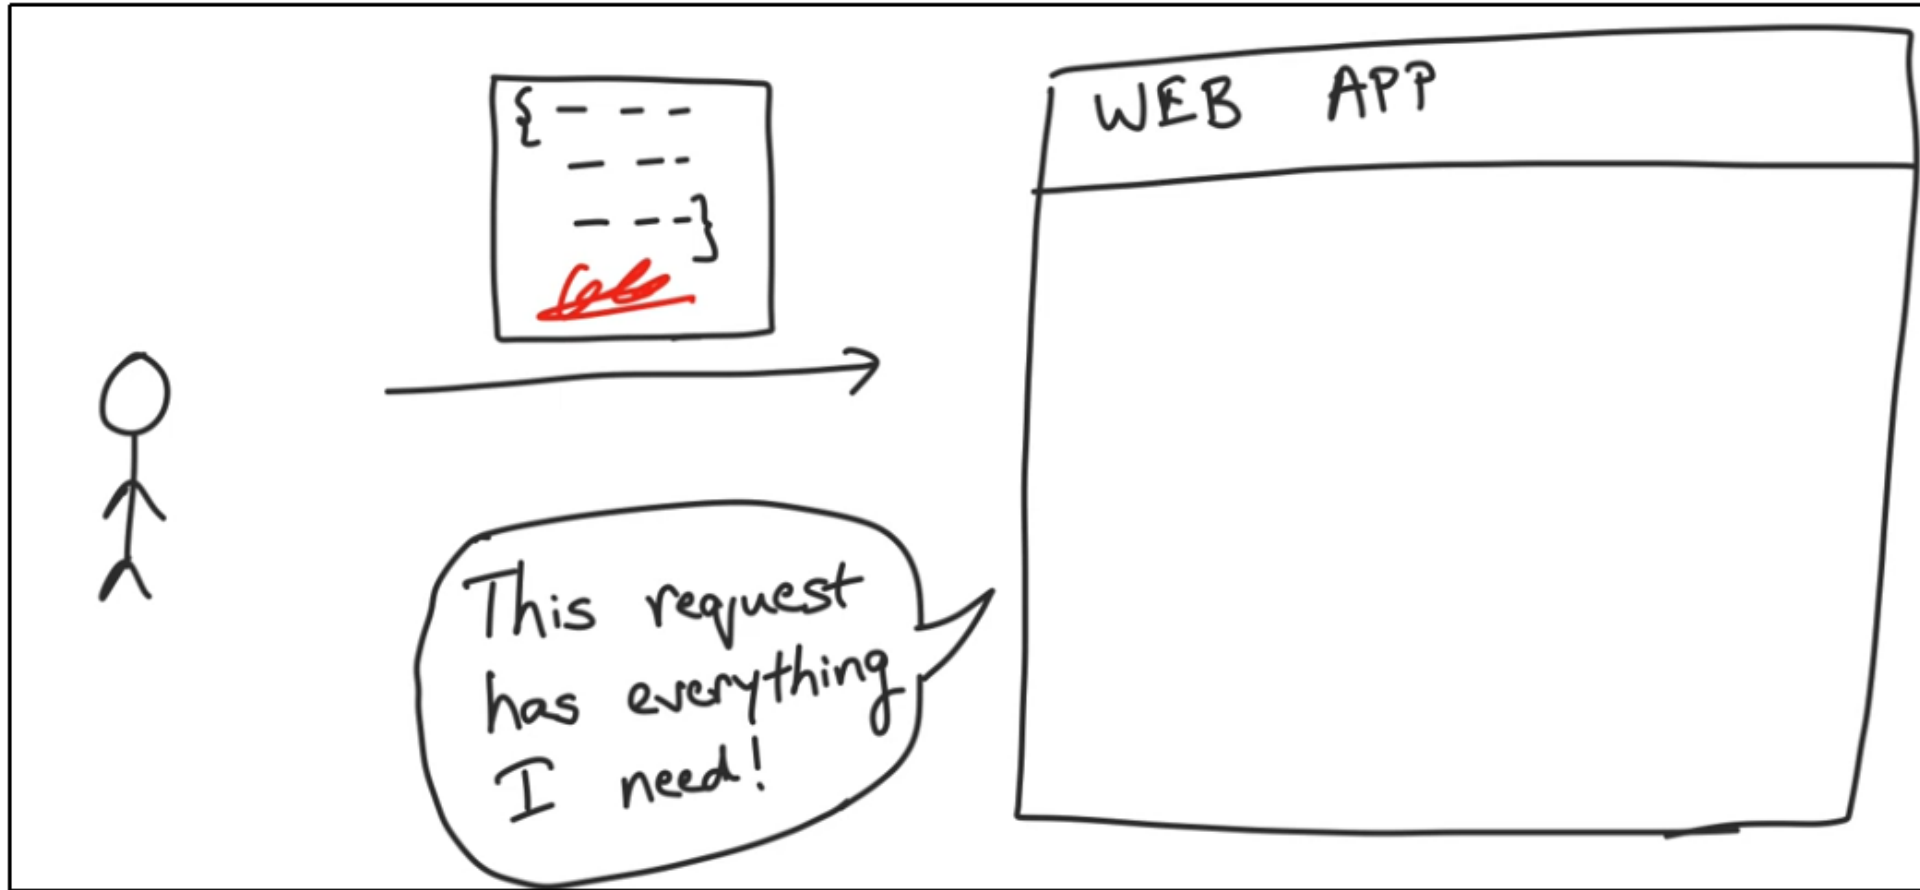 {
}
WEB APP
This request
has everything
I need!